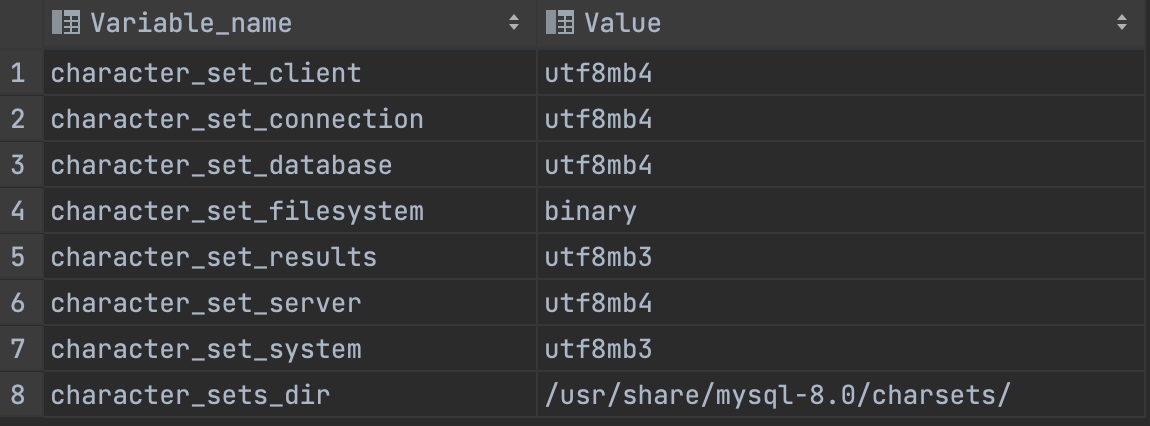 Variable_name Value
1 character_set_client utf8mb4
2 character_set_connection utf8mb4
3 character_set_database utf8mb4
4 character_set_filesystem binary
5 character_set_results utf8mb3
6 character_set_server utf8mb4
7 character_set_system utf8mb3
8 character_sets_dir /usr/share/mysql-8.0/charsets/